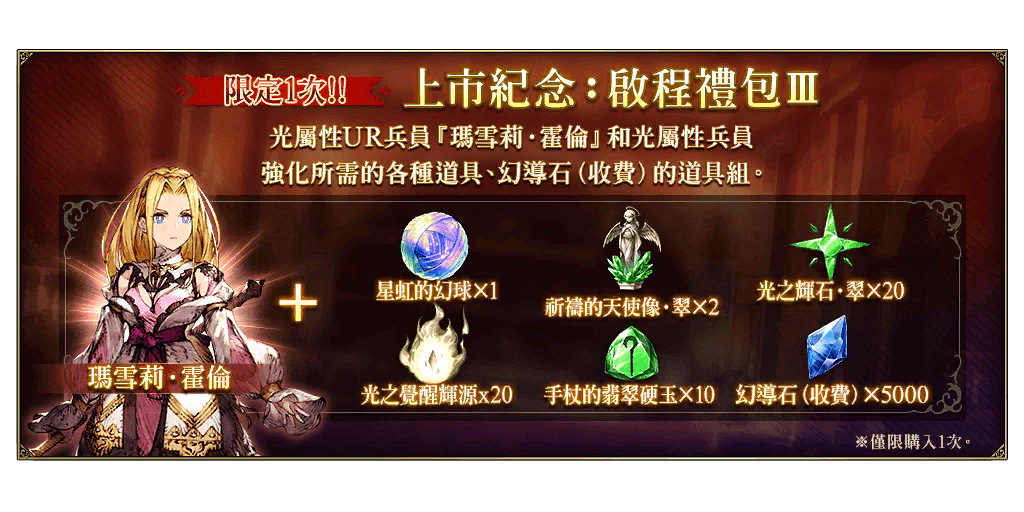 限定1次!!
上市紀念：啟程禮包Ⅲ
光屬性UR兵員『瑪雪莉·霍倫』和光屬性兵員
強化所需的各種道具、幻導石（收費）的道具組。
瑪雪莉·霍倫
+
星虹的幻球×1
祈禱的天使像·翠×2
光之輝石·翠×20
光之覺醒輝源x20
手杖的翡翠硬玉×10
幻導石（收費）×5000
※僅限購入1次。